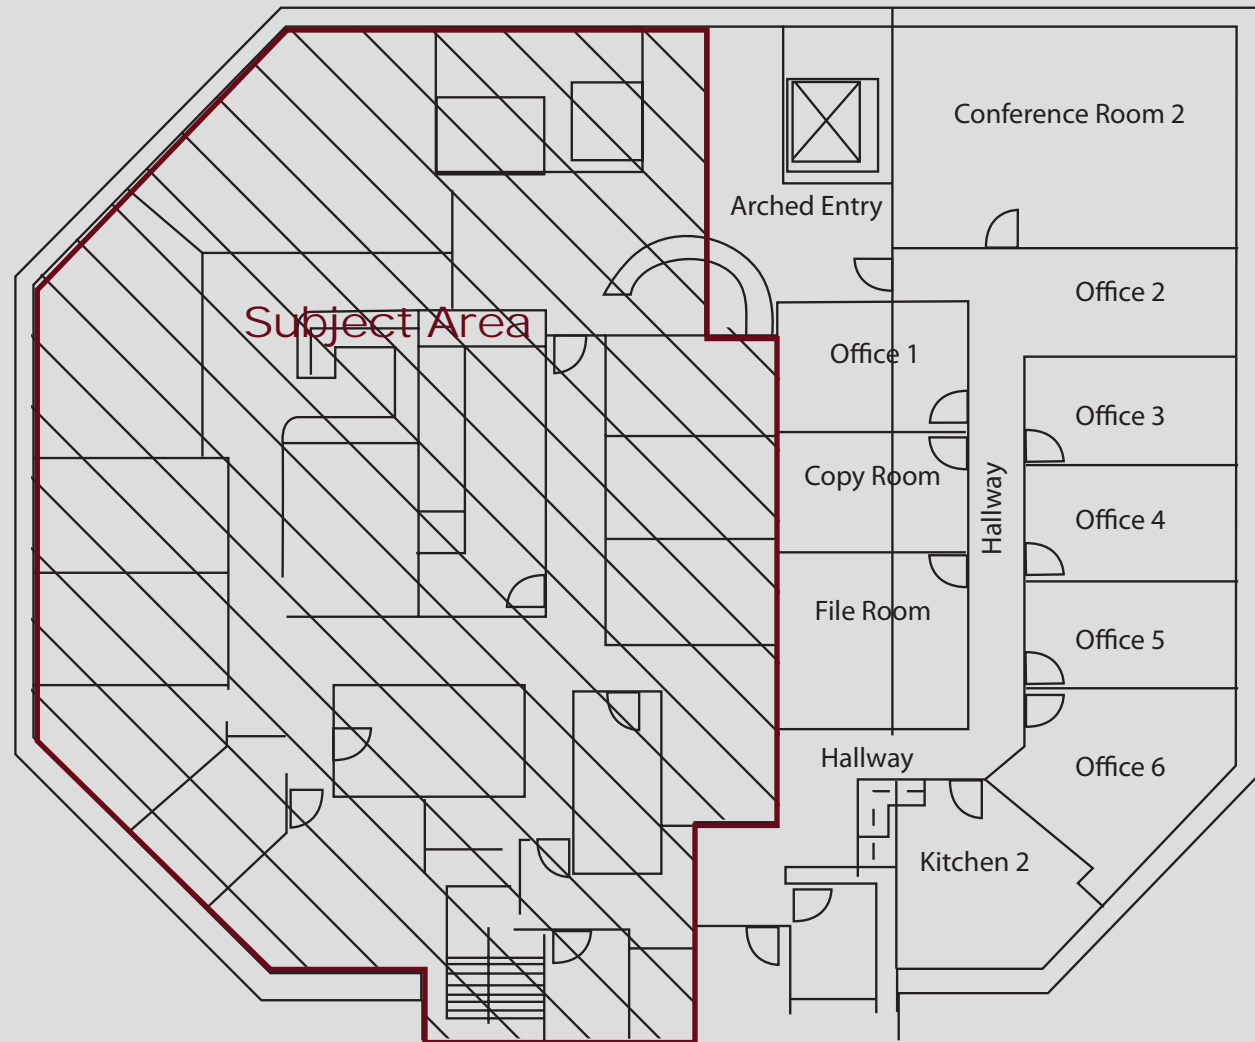 Conference Room 2
Arched Entry
Office 2
Subject Area
Office 1
Office 3
Copy Room
Hallway
Office 4
File Room
Office 5
Hallway
Office 6
Kitchen 2